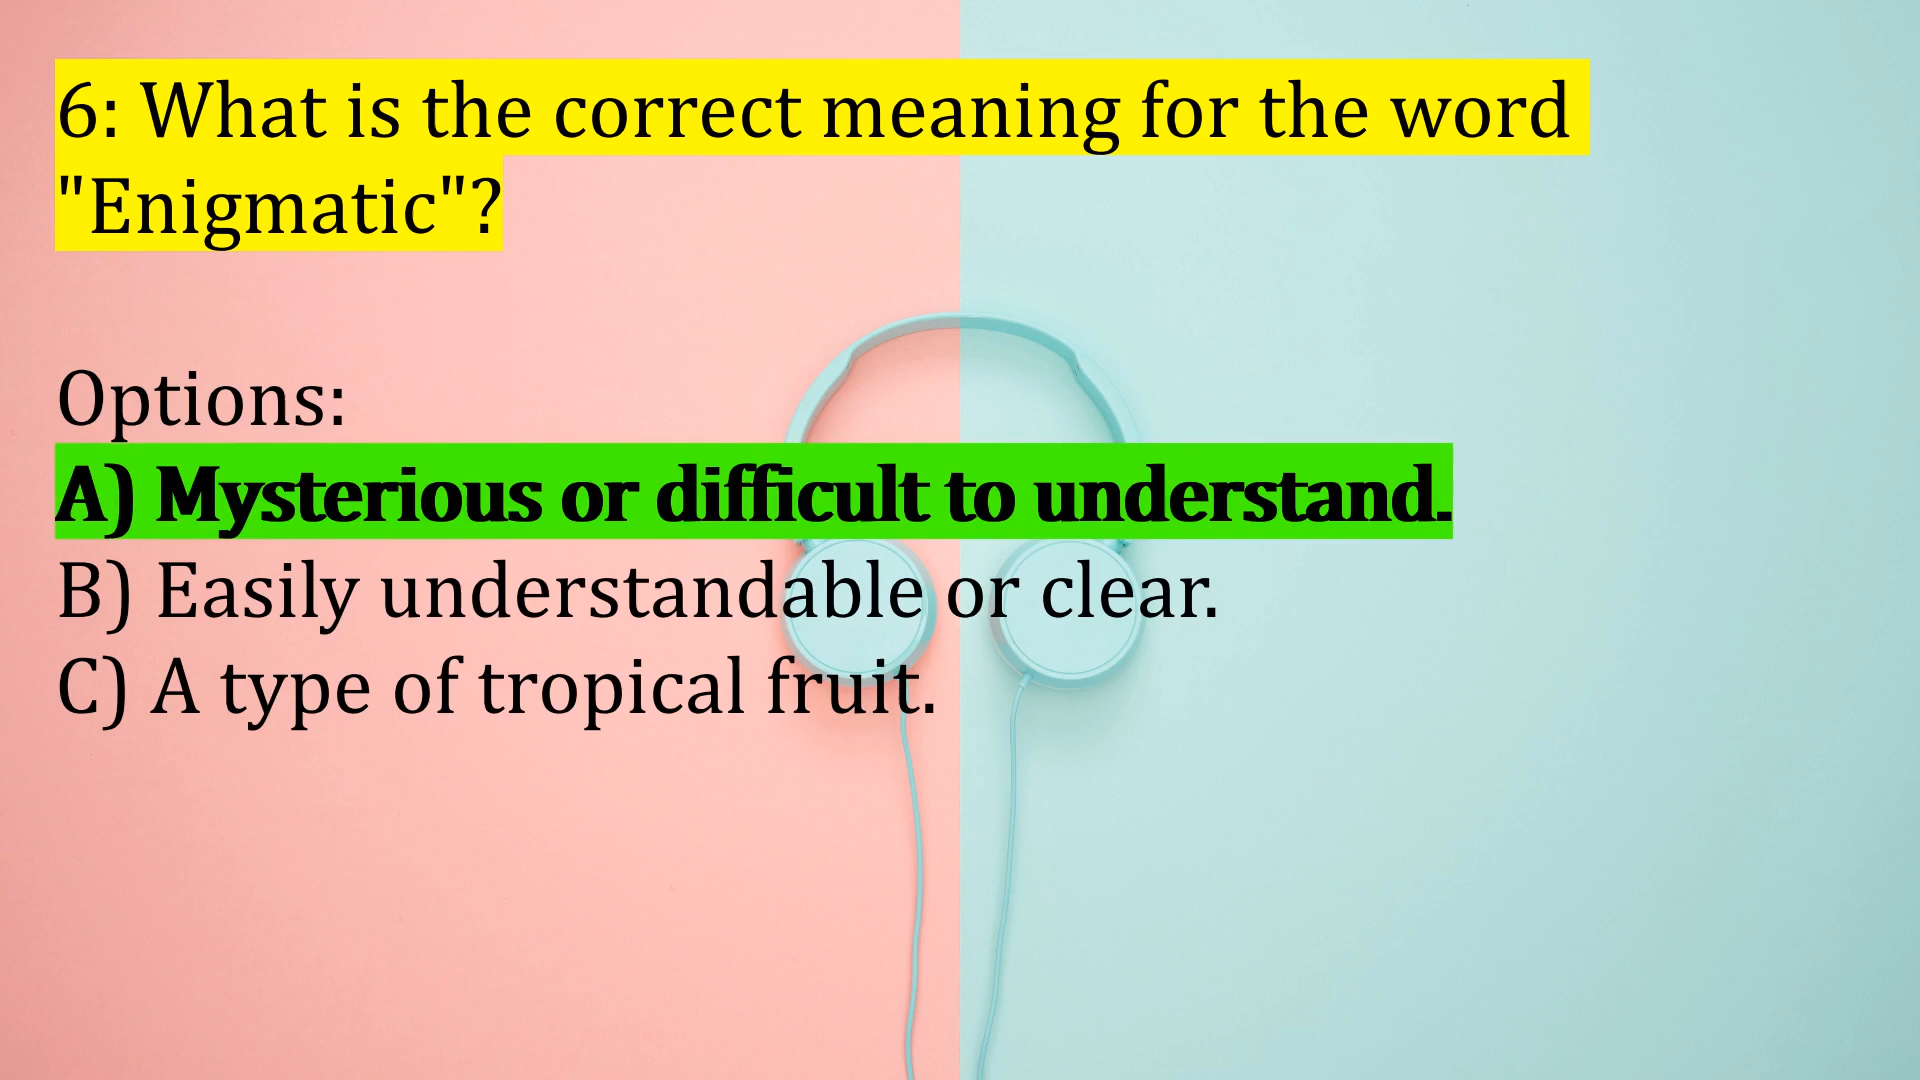 6: What is the correct meaning for the word
"Enigmatic"?
Options:
A) Mysterious or difficult to understand.
B) Easily understandable or clear.
C) A type of tropical fruit.